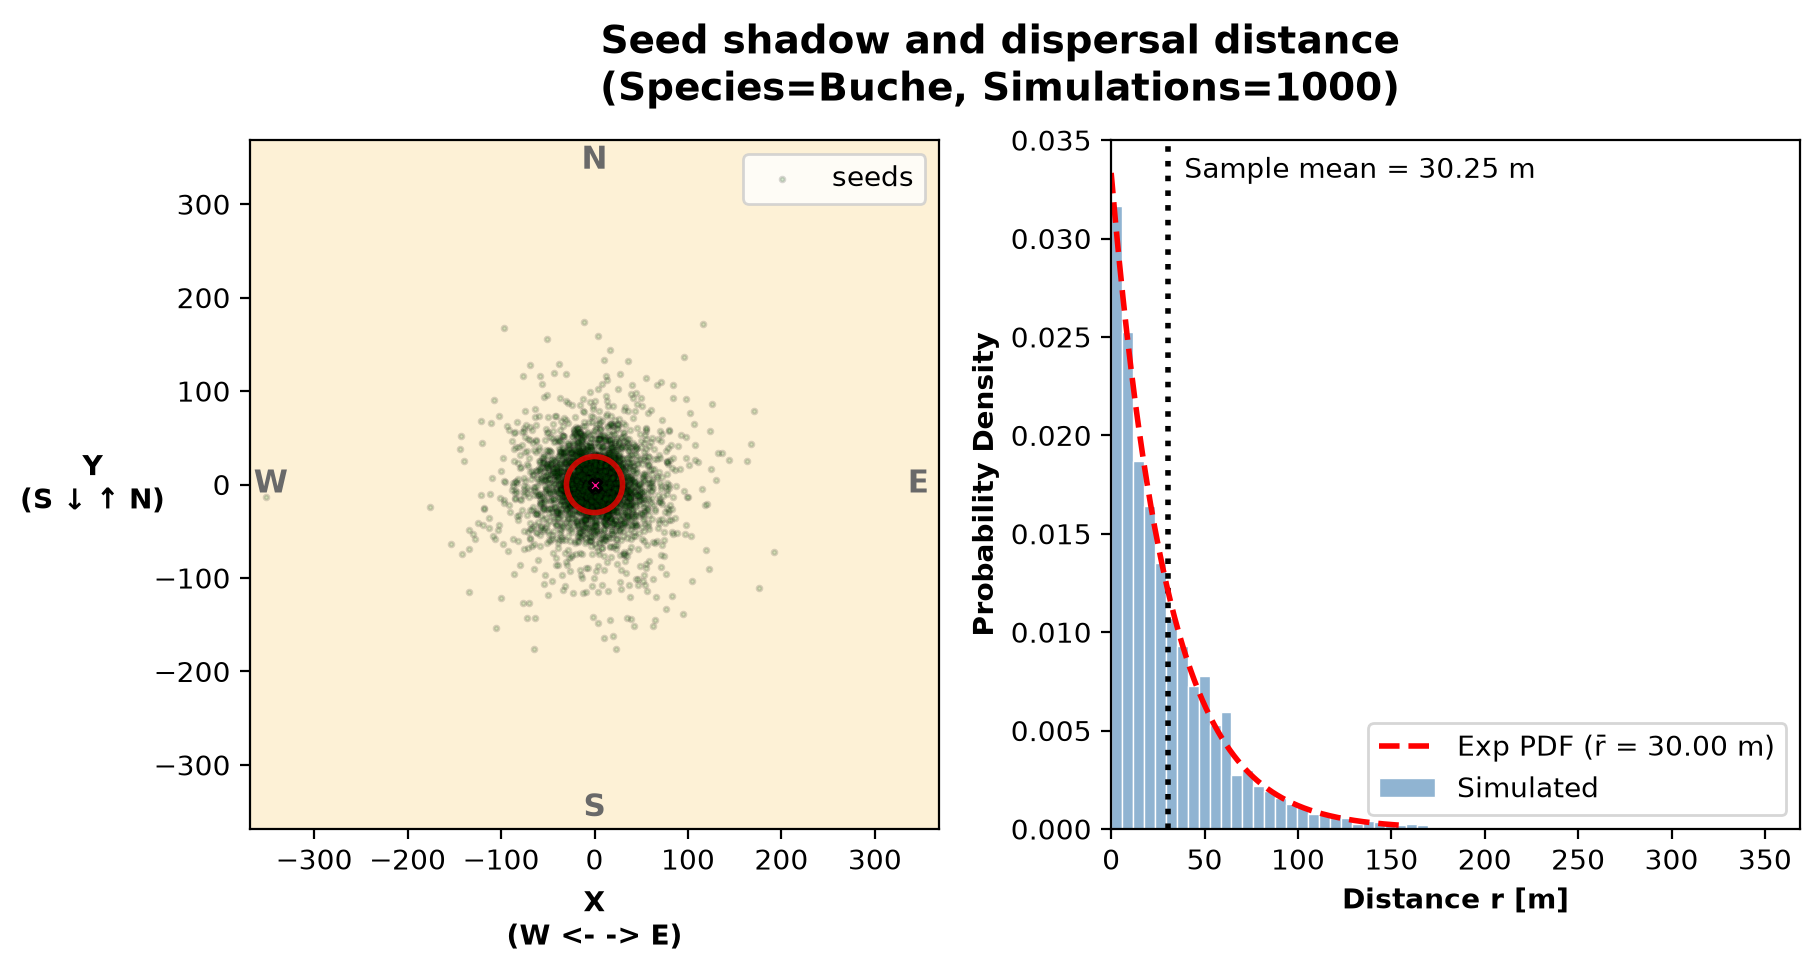 Seed shadow and dispersal distance
(Species=Buche, Simulations=1000)
N
seeds
300
200
100
0
−100
−200
−300
Y
(S ↓ ↑ N)
W
E
S
−300 −200 −100 0 100 200 300
X
(W <- -> E)
0.035
0.030
0.025
0.020
0.015
0.010
0.005
0.000
Probability Density
Sample mean = 30.25 m
Exp PDF (r̄ = 30.00 m)
Simulated
0 50 100 150 200 250 300 350
Distance r [m]